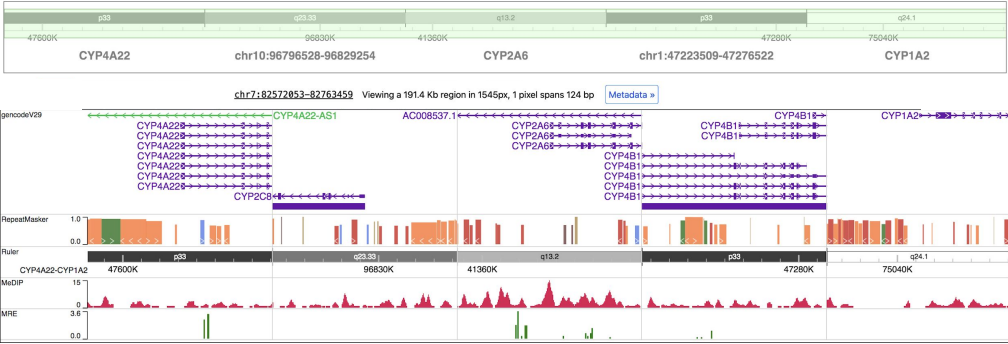 p33 q23.33 q13.2 p33 q24.1
47600K 96830K 41360K 47280K 75040K
CYP4A22 chr10:96796528-96829254 CYP2A6 chr1:47223509-47276522 CYP1A2
chr7:82572053-82763459 Viewing a 191.4 Kb region in 1545px, 1 pixel spans 124 bp Metadata »
gencodeV29 CYP4A22-AS1 AC008537.1 CYP4B1 CYP1A2
CYP4A22 CYP2A6 CYP4B1
CYP4A22 CYP2A6 CYP4B1
CYP4A22 CYP2A6
CYP4A22 CYP4B1
CYP4A22 CYP4B1
CYP4A22 CYP4B1
CYP4A22 CYP4B1
CYP2C8 CYP4B1
RepeatMasker 1.0
0.0
Ruler p33 q23.33 q13.2 p33 q24.1
CYP4A22-CYP1A2 47600K 96830K 41360K 47280K 75040K
MeDIP 15
0
MRE 3.6
0.0